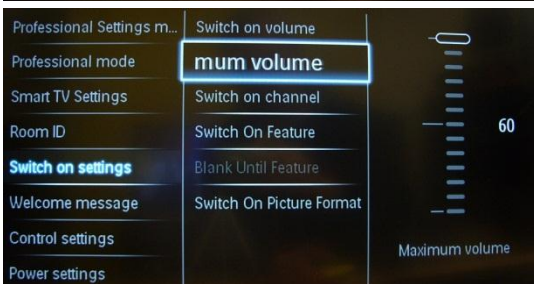 Professional Settings m...
Professional mode
Smart TV Settings
Room ID
Switch on settings
Welcome message
Control settings
Power settings
Switch on volume
mum volume
Switch on channel
Switch On Feature
Blank Until Feature
Switch On Picture Format
60
Maximum volume